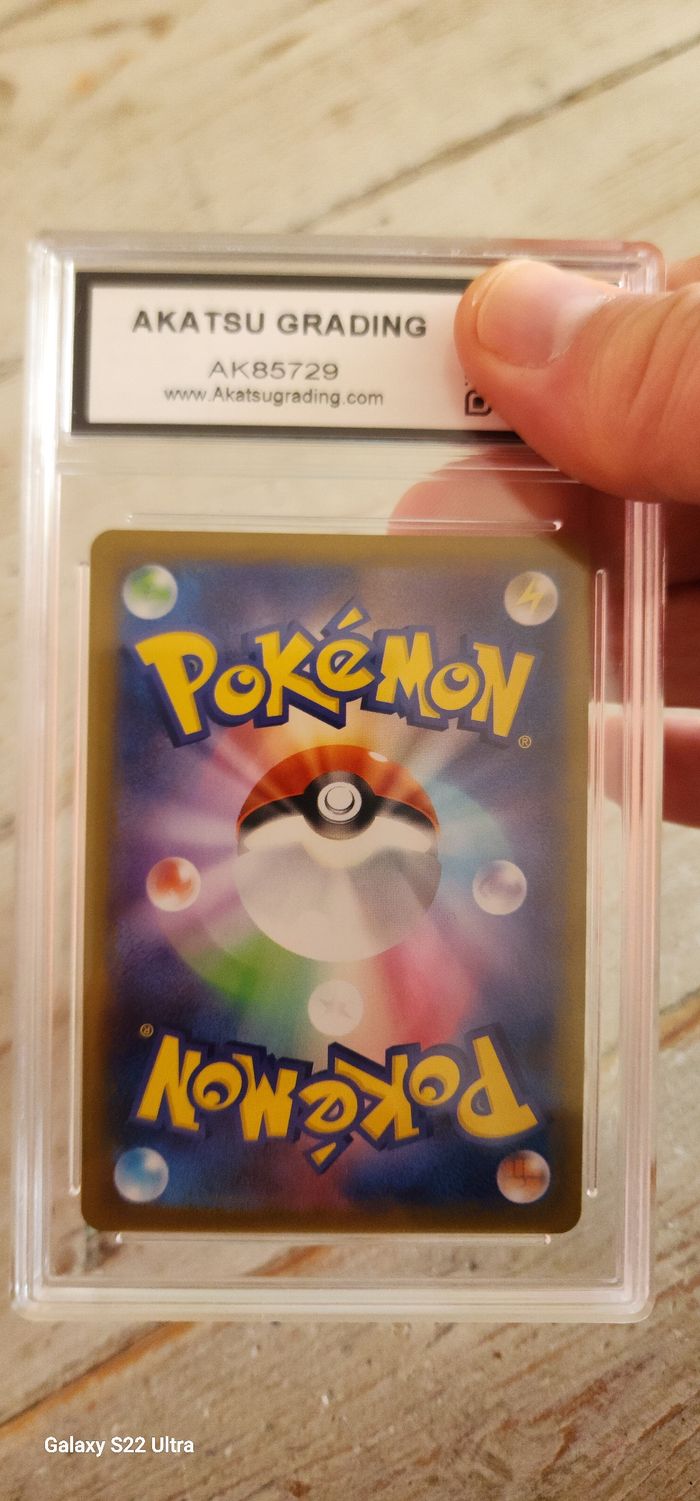 AKATSU GRADING
AK85729
www.Akatsugrading.com
POKéMON
®
®
POKéMON
Galaxy S22 Ultra